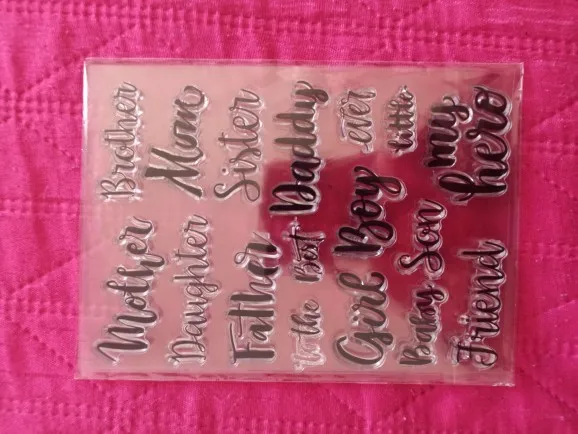 Mother Brother
Daughter Mom
Father Sister
to the Best Daddy
Girl Boy ever
Baby Son little
Friend my
hero